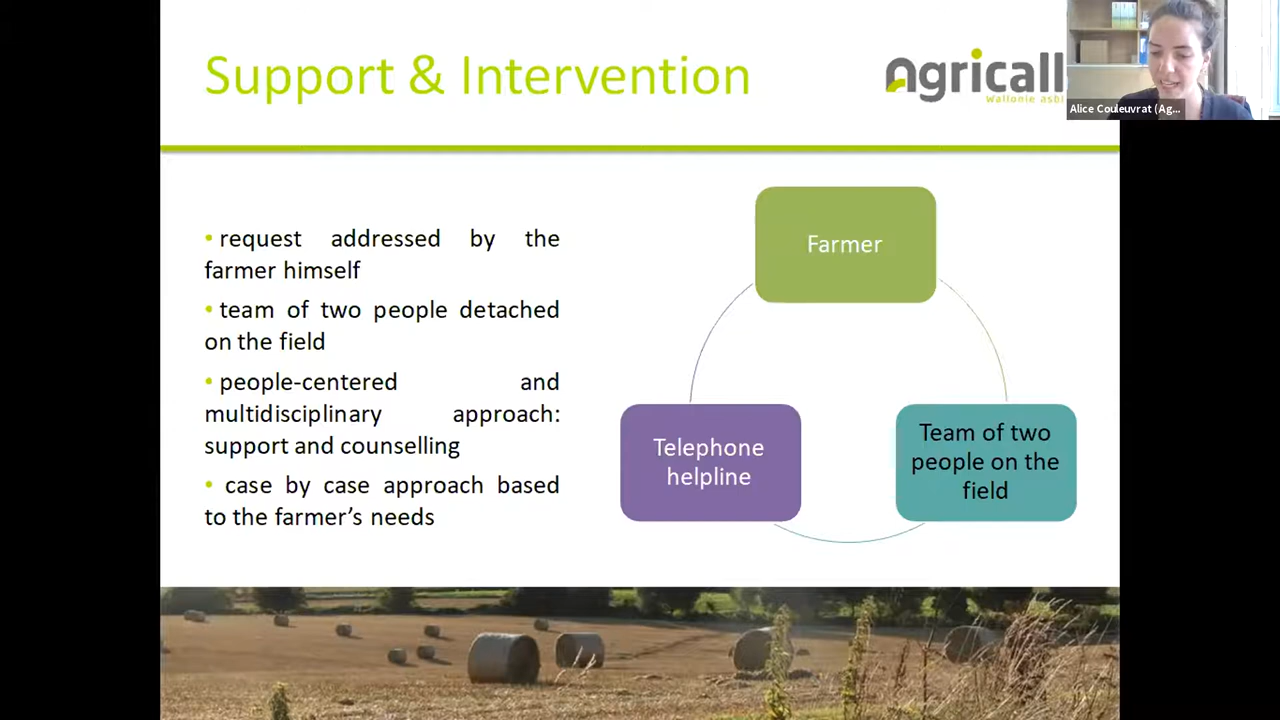 Support & Intervention
Agricall
Wallonie asbl
Alice Couleuvrat (Ag...
• request addressed by the
farmer himself
• team of two people detached
on the field
• people-centered and
multidisciplinary approach:
support and counselling
• case by case approach based
to the farmer's needs
Farmer
Telephone
helpline
Team of two
people on the
field